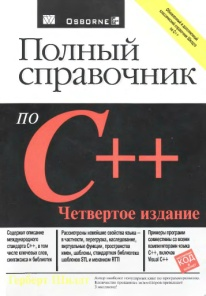 OSBORNE
Полный
справочник
по
C++
Четвертое издание
Содержит описание
международного
стандарта C++, в том
числе ключевых слов,
синтаксиса и библиотек
Рассмотрены новейшие свойства языка —
в частности, перегрузка, наследование,
виртуальные функции, пространства
имен, шаблоны, стандартная библиотека
шаблонов STL и механизм RTTI
Примеры программ
совместимы со всеми
компиляторами языка
C++, включая
Visual C++
КОД
Герберт Шилдт